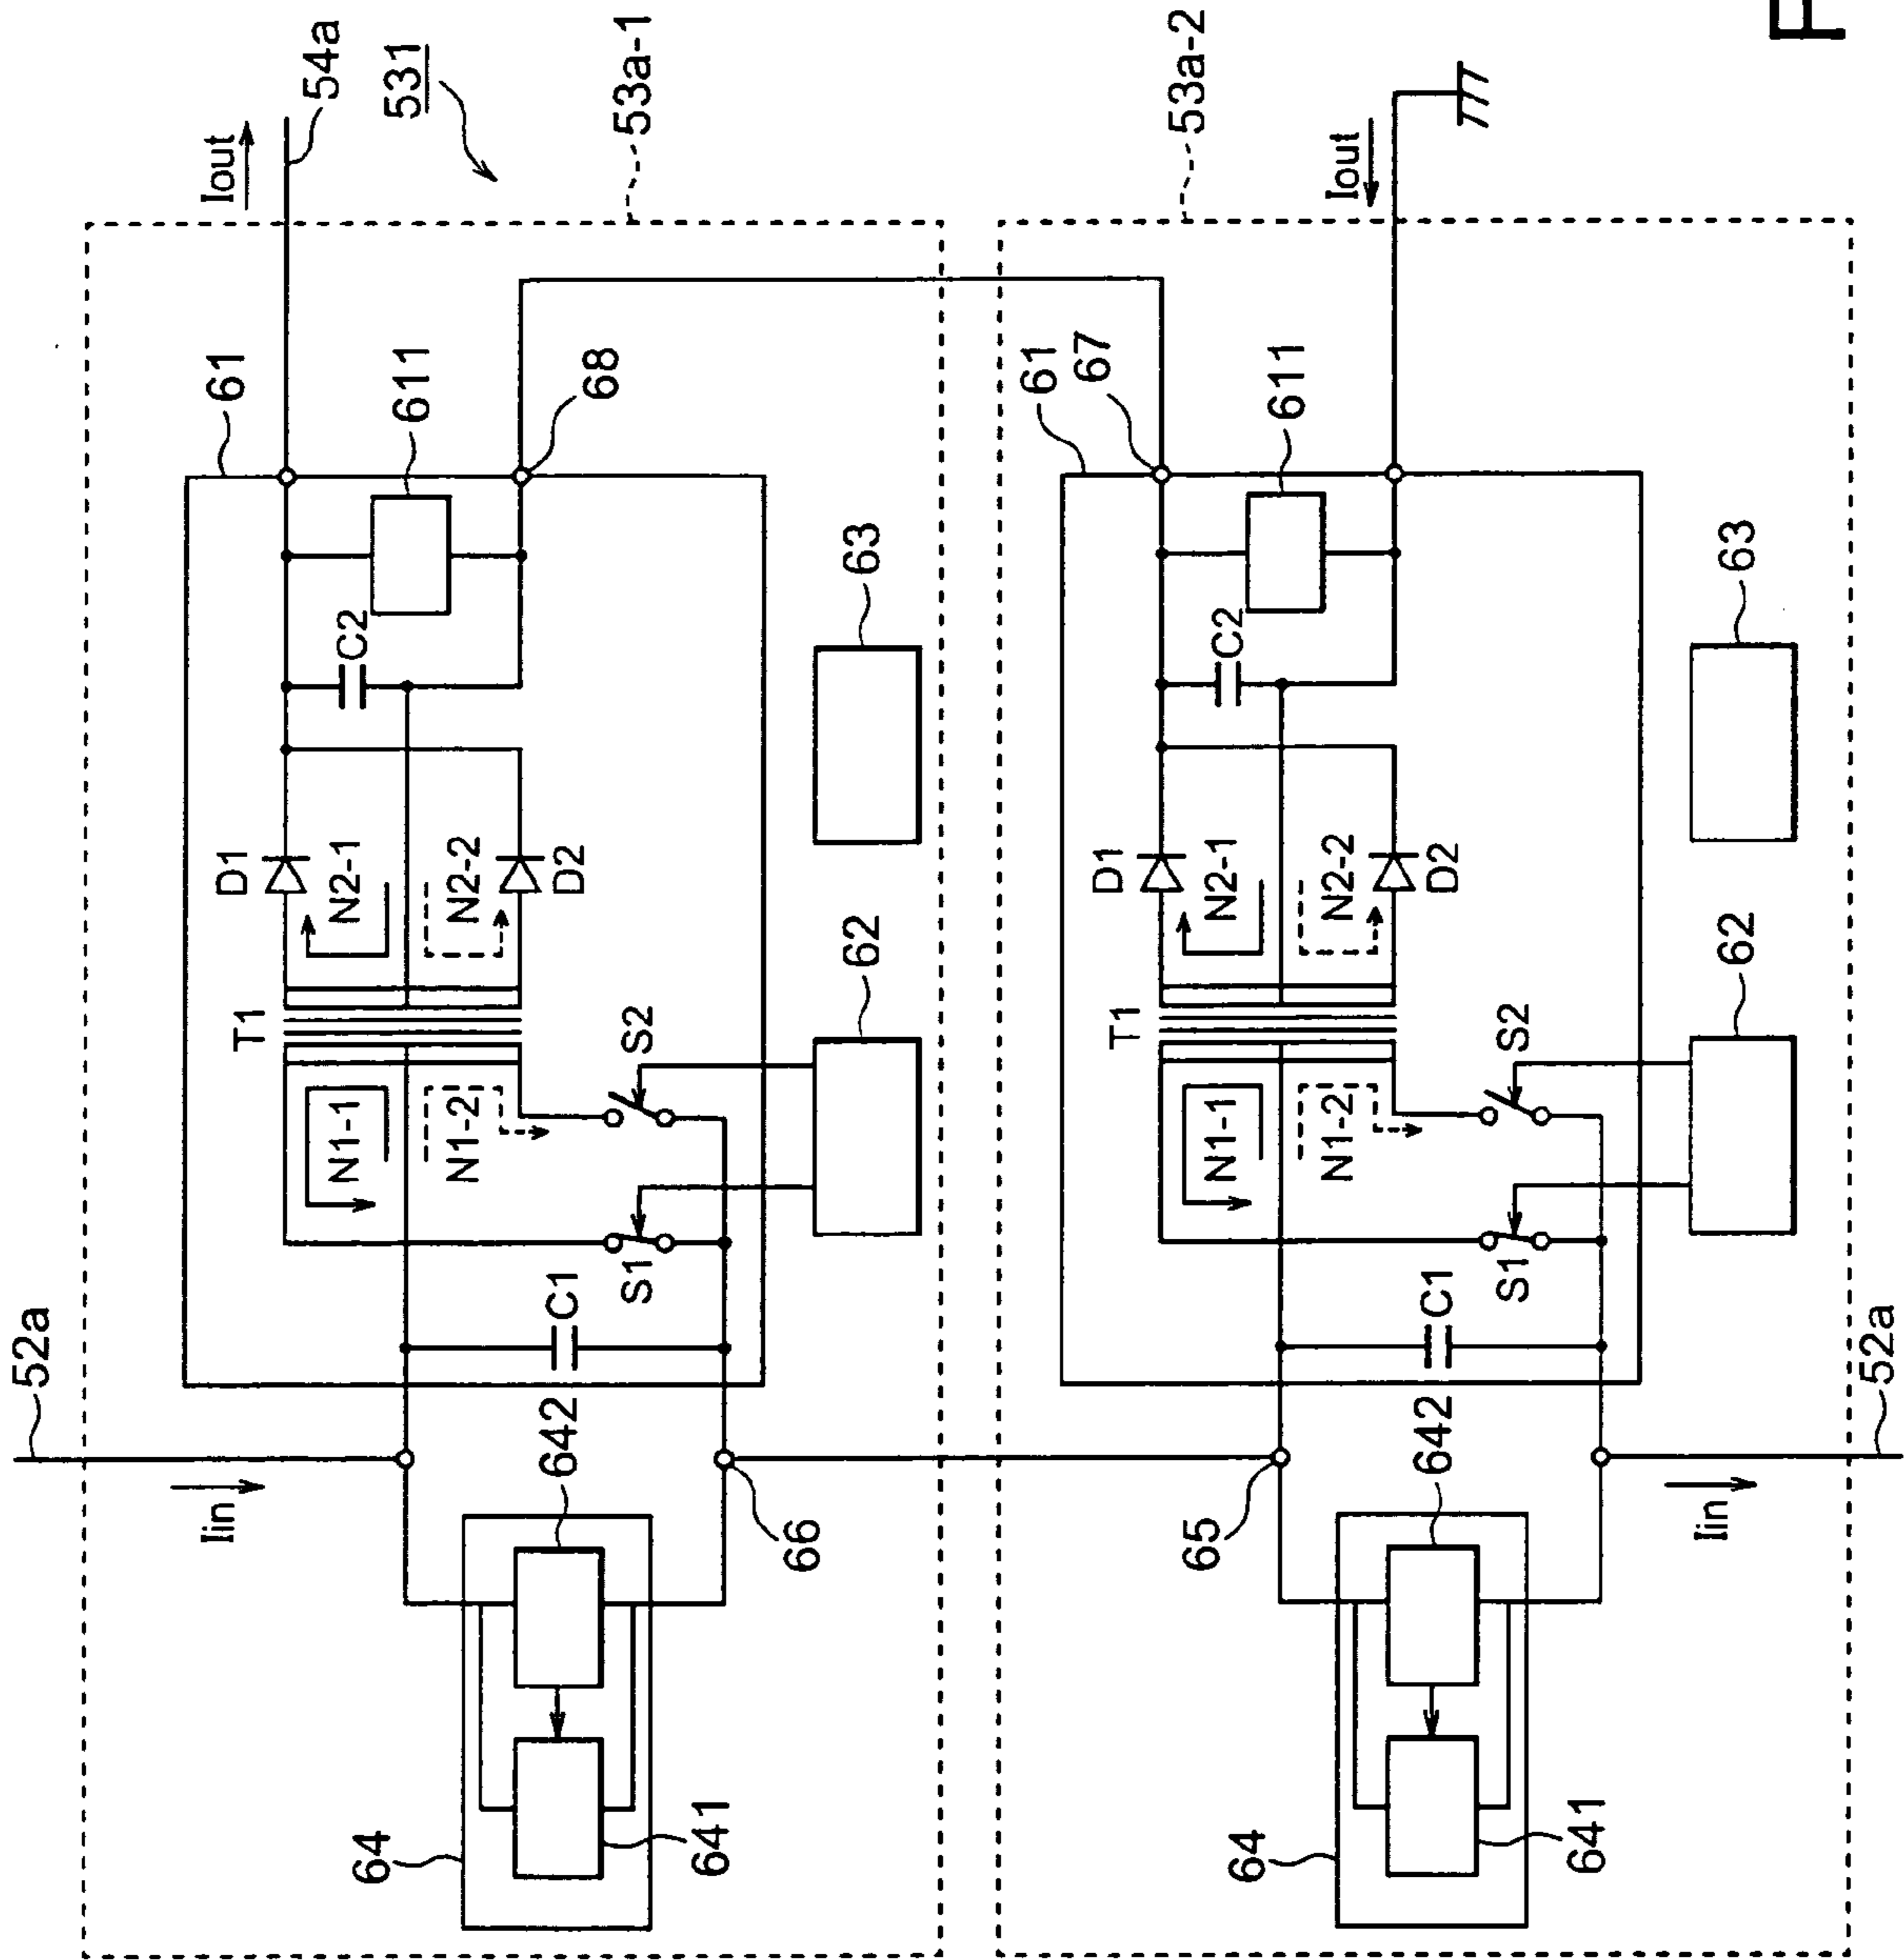 F
54a
Iout
531
53a-1
61
611
68
C2
63
D1
N2-1
N2-2
D2
T1
62
N1-1
N1-2
S2
S1
C1
52a
Iin
642
66
64
641
53a-2
Iout
61
67
611
C2
63
D1
N2-1
N2-2
D2
T1
62
N1-1
N1-2
S2
S1
C1
65
642
52a
Iin
64
641